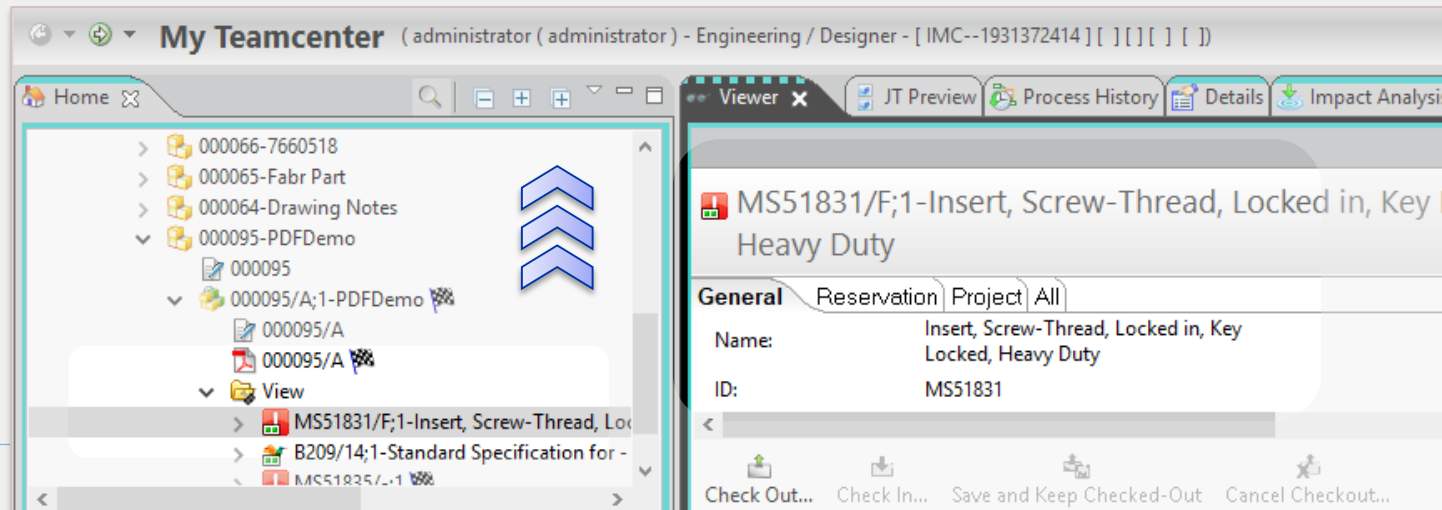 My Teamcenter ( administrator ( administrator ) - Engineering / Designer - [ IMC--1931372414 ] [ ] [ ] [ ] [ ])
Home
Viewer
JT Preview
Process History
Details
Impact Analysis
000066-7660518
000065-Fabr Part
000064-Drawing Notes
000095-PDFDemo
000095
000095/A;1-PDFDemo
000095/A
000095/A
View
MS51831/F;1-Insert, Screw-Thread, Loc
B209/14;1-Standard Specification for -
MS51835/-;1
MS51831/F;1-Insert, Screw-Thread, Locked in, Key
Heavy Duty
General
Reservation
Project
All
Name:
Insert, Screw-Thread, Locked in, Key
Locked, Heavy Duty
ID:
MS51831
Check Out...
Check In...
Save and Keep Checked-Out
Cancel Checkout...